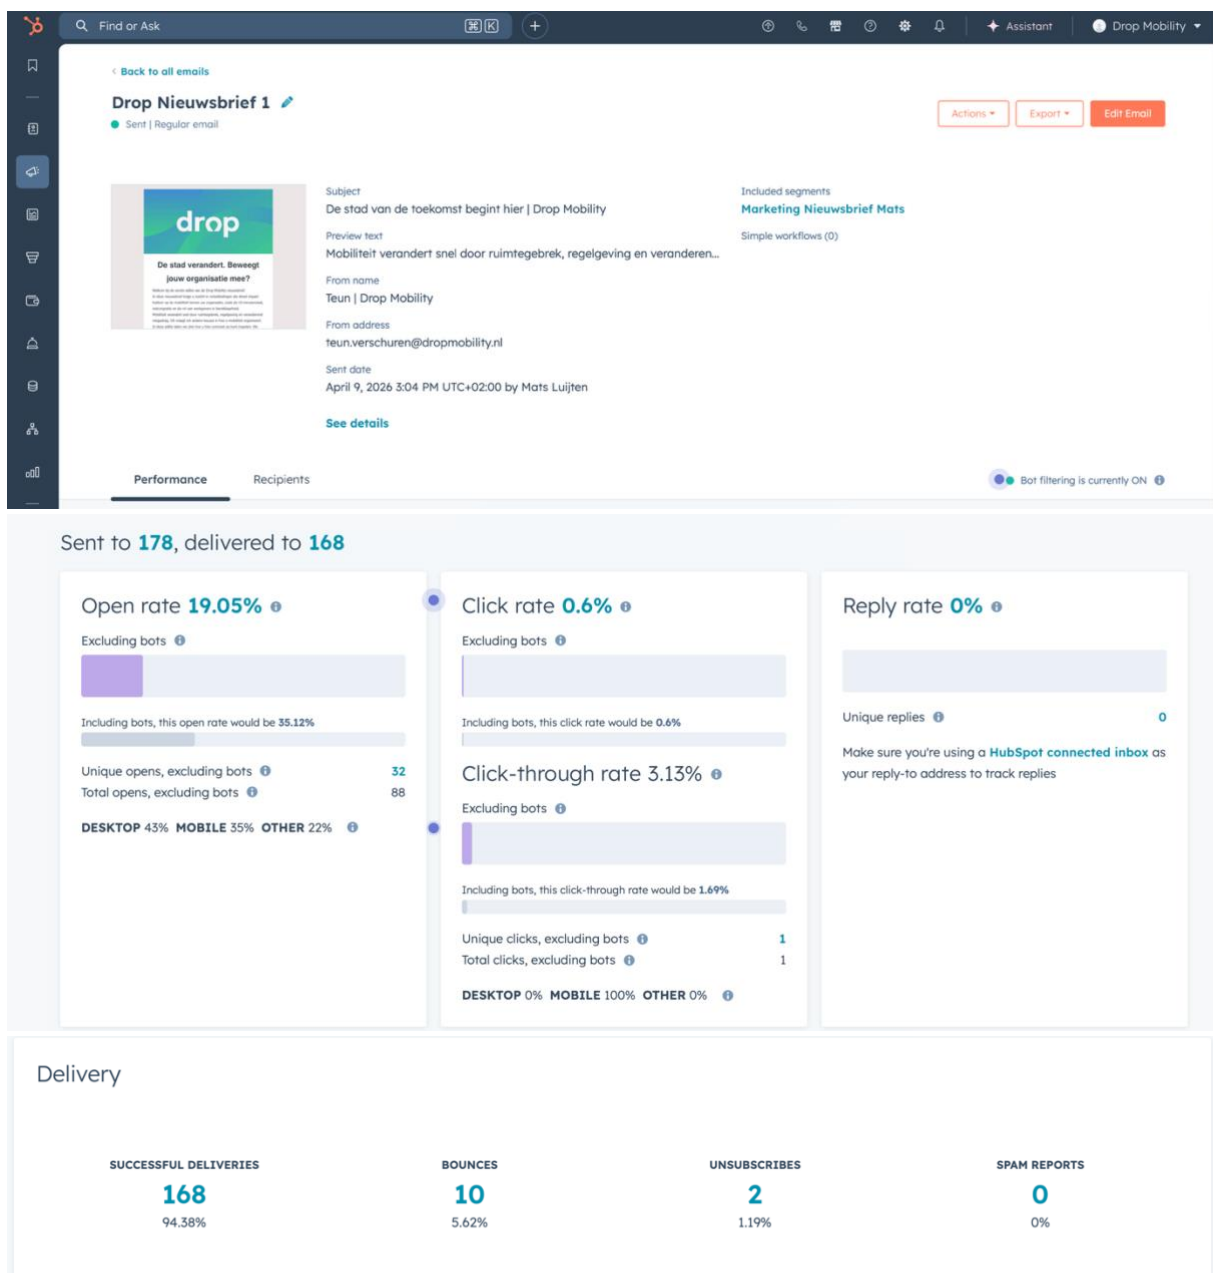 Find or Ask
⌘ K
+
Assistant
Drop Mobility
< Back to all emails
Drop Nieuwsbrief 1
Sent | Regular email
Actions
Export
Edit Email
drop
De stad verandert. Beweegt
jouw organisatie mee?
Subject
De stad van de toekomst begint hier | Drop Mobility
Preview text
Mobiliteit verandert snel door ruimtegebrek, regelgeving en veranderen...
From name
Teun | Drop Mobility
From address
teun.verschuren@dropmobility.nl
Sent date
April 9, 2026 3:04 PM UTC+02:00 by Mats Luijten
See details
Included segments
Marketing Nieuwsbrief Mats
Simple workflows (0)
Performance
Recipients
Bot filtering is currently ON
Sent to 178, delivered to 168
Open rate 19.05%
Excluding bots
Including bots, this open rate would be 35.12%
Unique opens, excluding bots 32
Total opens, excluding bots 88
DESKTOP 43% MOBILE 35% OTHER 22%
Click rate 0.6%
Excluding bots
Including bots, this click rate would be 0.6%
Click-through rate 3.13%
Excluding bots
Including bots, this click-through rate would be 1.69%
Unique clicks, excluding bots 1
Total clicks, excluding bots 1
DESKTOP 0% MOBILE 100% OTHER 0%
Reply rate 0%
Unique replies 0
Make sure you're using a HubSpot connected inbox as
your reply-to address to track replies
Delivery
SUCCESSFUL DELIVERIES
168
94.38%
BOUNCES
10
5.62%
UNSUBSCRIBES
2
1.19%
SPAM REPORTS
0
0%